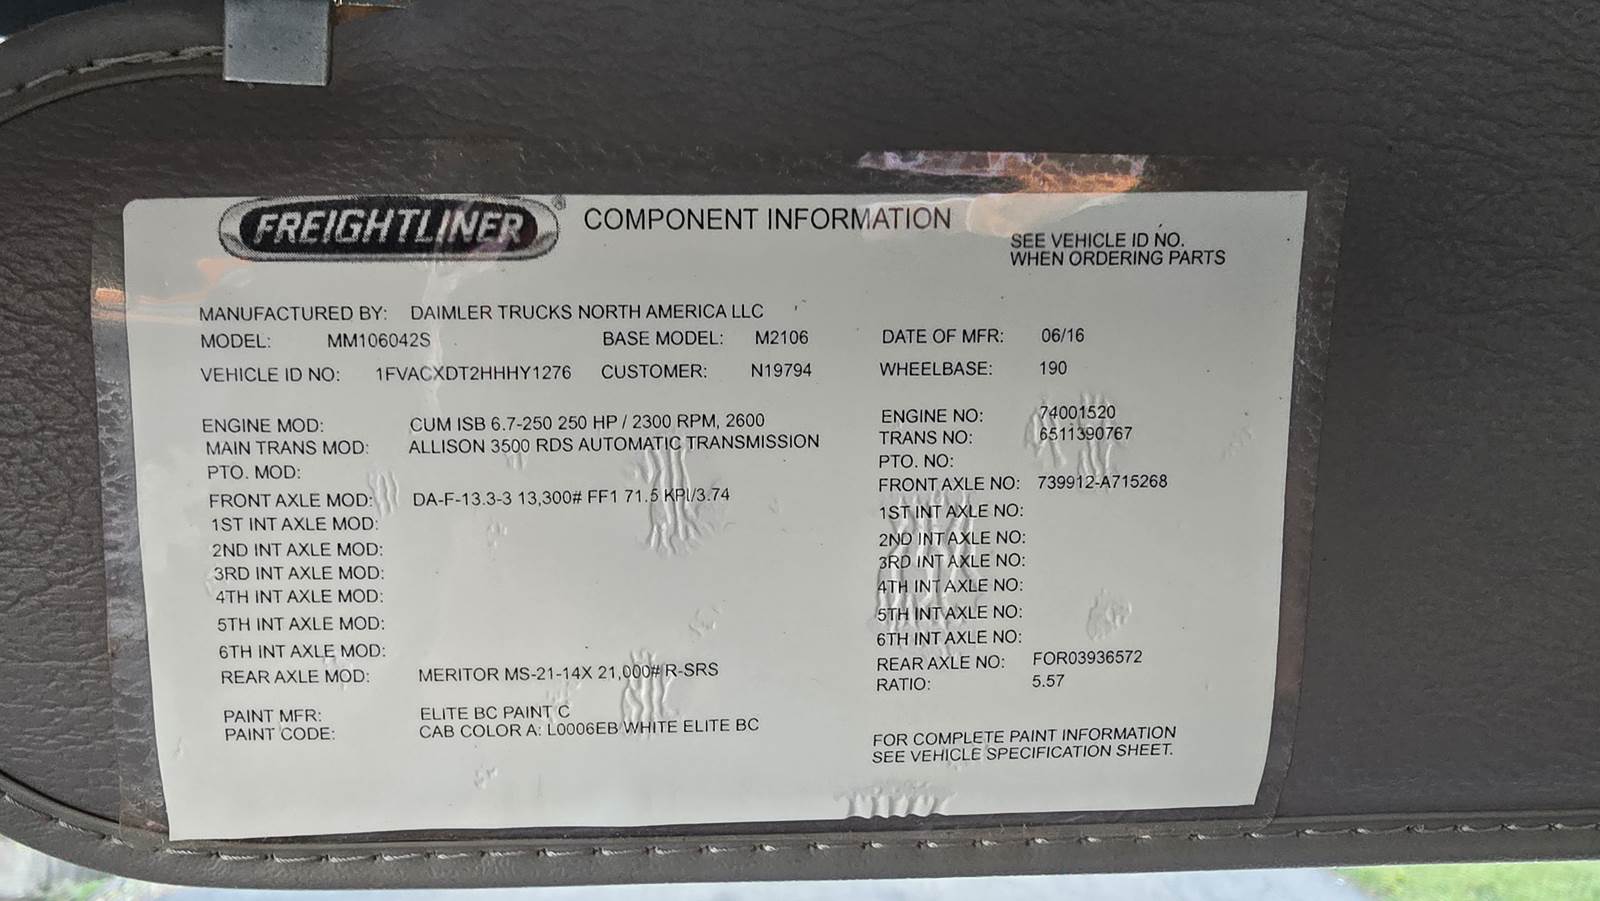 FREIGHTLINER® COMPONENT INFORMATION
SEE VEHICLE ID NO.
WHEN ORDERING PARTS
MANUFACTURED BY: DAIMLER TRUCKS NORTH AMERICA LLC
MODEL: MM106042S BASE MODEL: M2106 DATE OF MFR: 06/16
VEHICLE ID NO: 1FVACXDT2HHHY1276 CUSTOMER: N19794 WHEELBASE: 190
ENGINE MOD: CUM ISB 6.7-250 250 HP / 2300 RPM, 2600 ENGINE NO: 74001520
MAIN TRANS MOD: ALLISON 3500 RDS AUTOMATIC TRANSMISSION TRANS NO: 6511390767
PTO. MOD: PTO. NO:
FRONT AXLE MOD: DA-F-13.3-3 13,300# FF1 71.5 KPI/3.74 FRONT AXLE NO: 739912-A715268
1ST INT AXLE MOD: 1ST INT AXLE NO:
2ND INT AXLE MOD: 2ND INT AXLE NO:
3RD INT AXLE MOD: 3RD INT AXLE NO:
4TH INT AXLE MOD: 4TH INT AXLE NO:
5TH INT AXLE MOD: 5TH INT AXLE NO:
6TH INT AXLE MOD: 6TH INT AXLE NO:
REAR AXLE MOD: MERITOR MS-21-14X 21,000# R-SRS REAR AXLE NO: FOR03936572
RATIO: 5.57
PAINT MFR: ELITE BC PAINT C
PAINT CODE: CAB COLOR A: L0006EB WHITE ELITE BC
FOR COMPLETE PAINT INFORMATION
SEE VEHICLE SPECIFICATION SHEET.